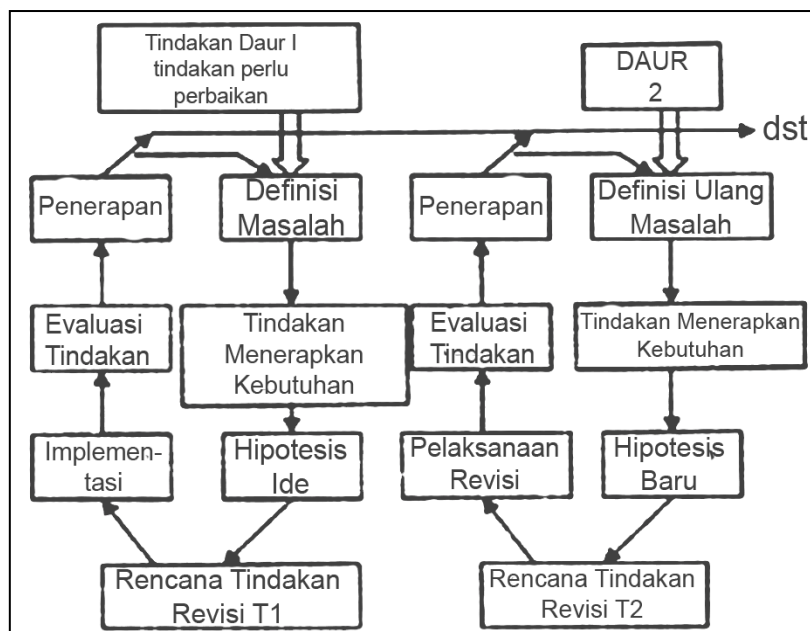 Tindakan Daur I
tindakan perlu
perbaikan
DAUR
2
dst
Penerapan
Definisi
Masalah
Penerapan
Definisi Ulang
Masalah
Evaluasi
Tindakan
Tindakan
Menerapkan
Kebutuhan
Evaluasi
Tindakan
Tindakan Menerapkan
Kebutuhan
Implemen-
tasi
Hipotesis
Ide
Pelaksanaan
Revisi
Hipotesis
Baru
Rencana Tindakan
Revisi T1
Rencana Tindakan
Revisi T2